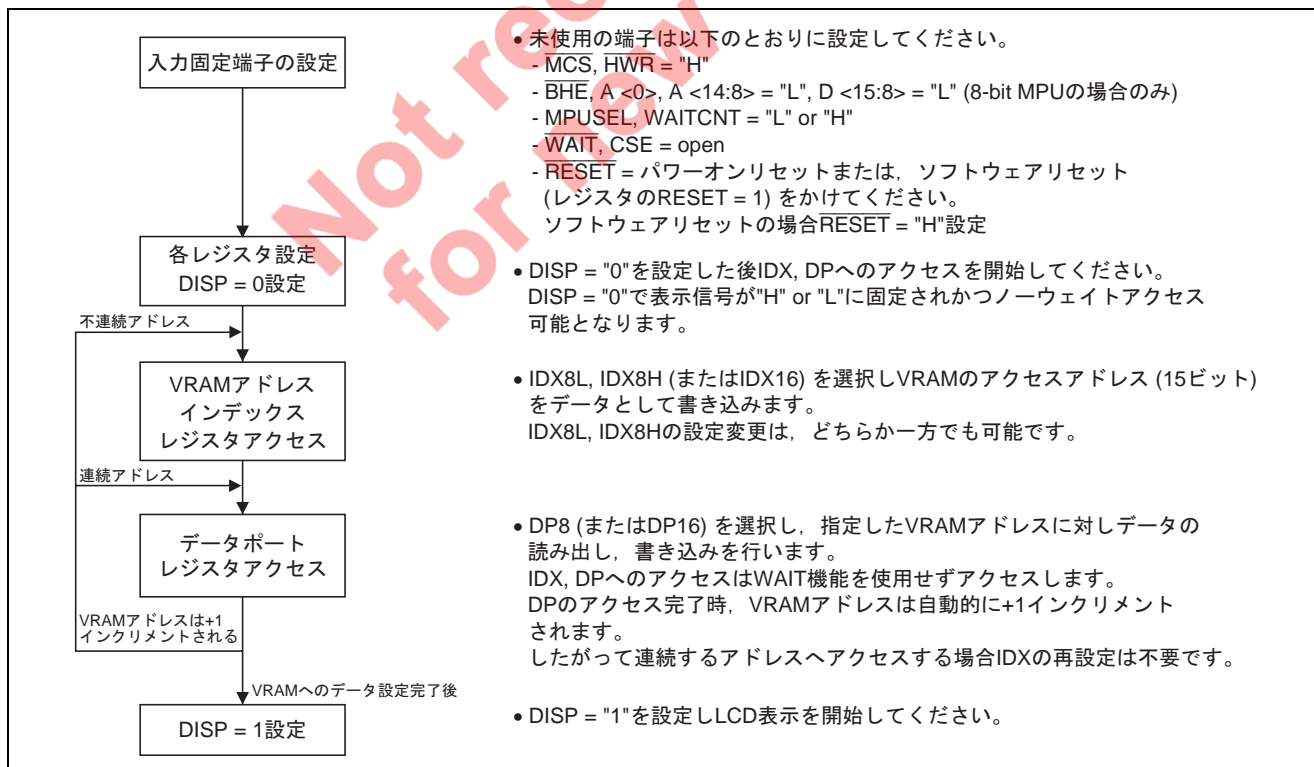 Not rec
for new
入力固定端子の設定
● 未使用の端子は以下のとおりに設定してください。
- MCS, HWR = "H"
- BHE, A <0>, A <14:8> = "L", D <15:8> = "L" (8-bit MPUの場合のみ)
- MPUSEL, WAITCNT = "L" or "H"
- WAIT, CSE = open
- RESET = パワーオンリセットまたは，ソフトウェアリセット
(レジスタのRESET = 1) をかけてください。
ソフトウェアリセットの場合RESET = "H"設定
各レジスタ設定
DISP = 0設定
● DISP = "0"を設定した後IDX, DPへのアクセスを開始してください。
DISP = "0"で表示信号が"H" or "L"に固定されかつノーウェイトアクセス
可能となります。
不連続アドレス
VRAMアドレス
インデックス
レジスタアクセス
● IDX8L, IDX8H (またはIDX16) を選択しVRAMのアクセスアドレス (15ビット)
をデータとして書き込みます。
IDX8L, IDX8Hの設定変更は，どちらか一方でも可能です。
連続アドレス
データポート
レジスタアクセス
● DP8 (またはDP16) を選択し，指定したVRAMアドレスに対しデータの
読み出し，書き込みを行います。
IDX, DPへのアクセスはWAIT機能を使用せずアクセスします。
DPのアクセス完了時，VRAMアドレスは自動的に+1インクリメント
されます。
したがって連続するアドレスへアクセスする場合IDXの再設定は不要です。
VRAMアドレスは+1
インクリメントされる
VRAMへのデータ設定完了後
DISP = 1設定
● DISP = "1"を設定しLCD表示を開始してください。